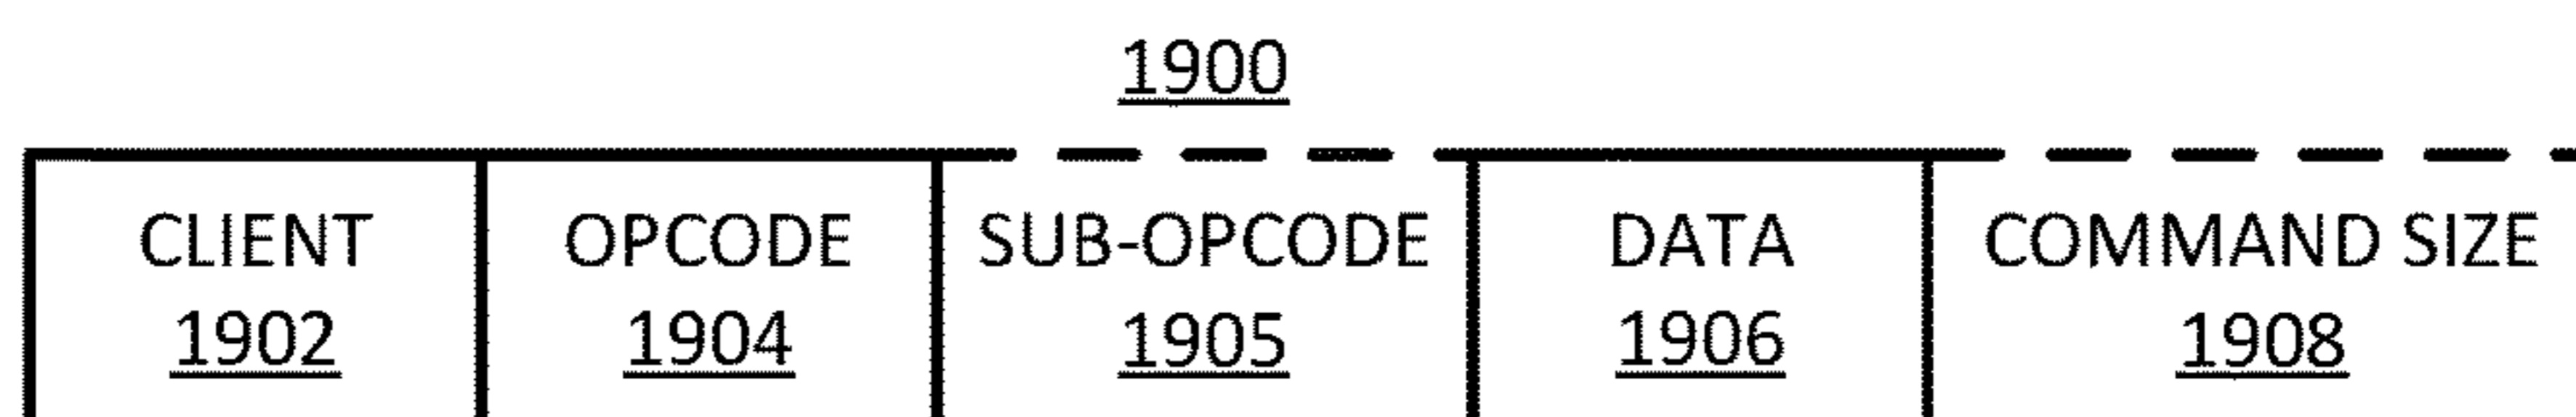 1900
CLIENT OPCODE SUB-OPCODE DATA COMMAND SIZE
1902 1904 1905 1906 1908